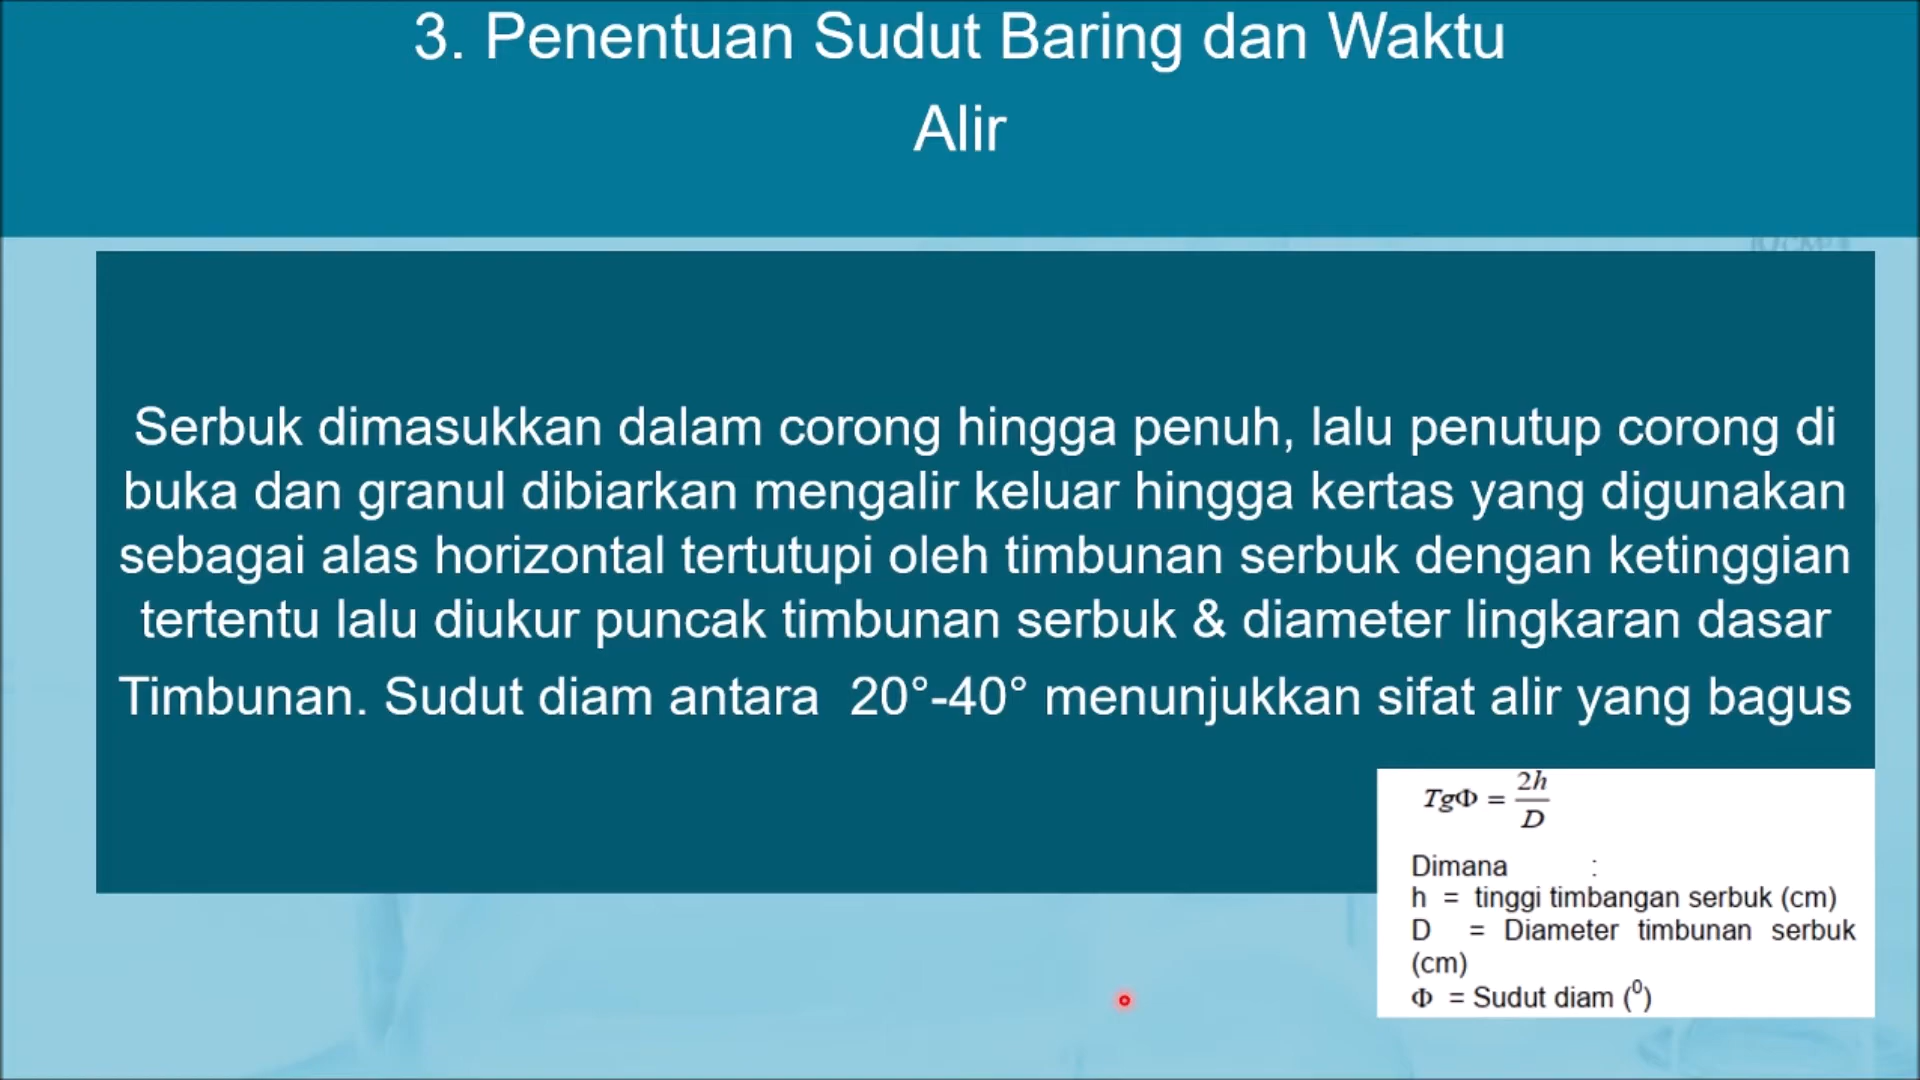 3. Penentuan Sudut Baring dan Waktu
Alir
Serbuk dimasukkan dalam corong hingga penuh, lalu penutup corong di
buka dan granul dibiarkan mengalir keluar hingga kertas yang digunakan
sebagai alas horizontal tertutupi oleh timbunan serbuk dengan ketinggian
tertentu lalu diukur puncak timbunan serbuk & diameter lingkaran dasar
Timbunan. Sudut diam antara  20°-40° menunjukkan sifat alir yang bagus
TgΦ = 2h/D
Dimana :
h = tinggi timbangan serbuk (cm)
D = Diameter timbunan serbuk
(cm)
Φ = Sudut diam (⁰)